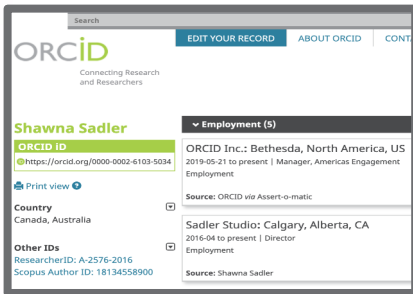 Search
EDIT YOUR RECORD ABOUT ORCID CONTA
ORCiD
Connecting Research
and Researchers
Shawna Sadler
ORCID iD
iD https://orcid.org/0000-0002-6103-5034
Print view ?
Country
Canada, Australia
Other IDs
ResearcherID: A-2576-2016
Scopus Author ID: 18134558900
Employment (5)
ORCID Inc.: Bethesda, North America, US
2019-05-21 to present | Manager, Americas Engagement
Employment
Source: ORCID via Assert-o-matic
Sadler Studio: Calgary, Alberta, CA
2016-04 to present | Director
Employment
Source: Shawna Sadler